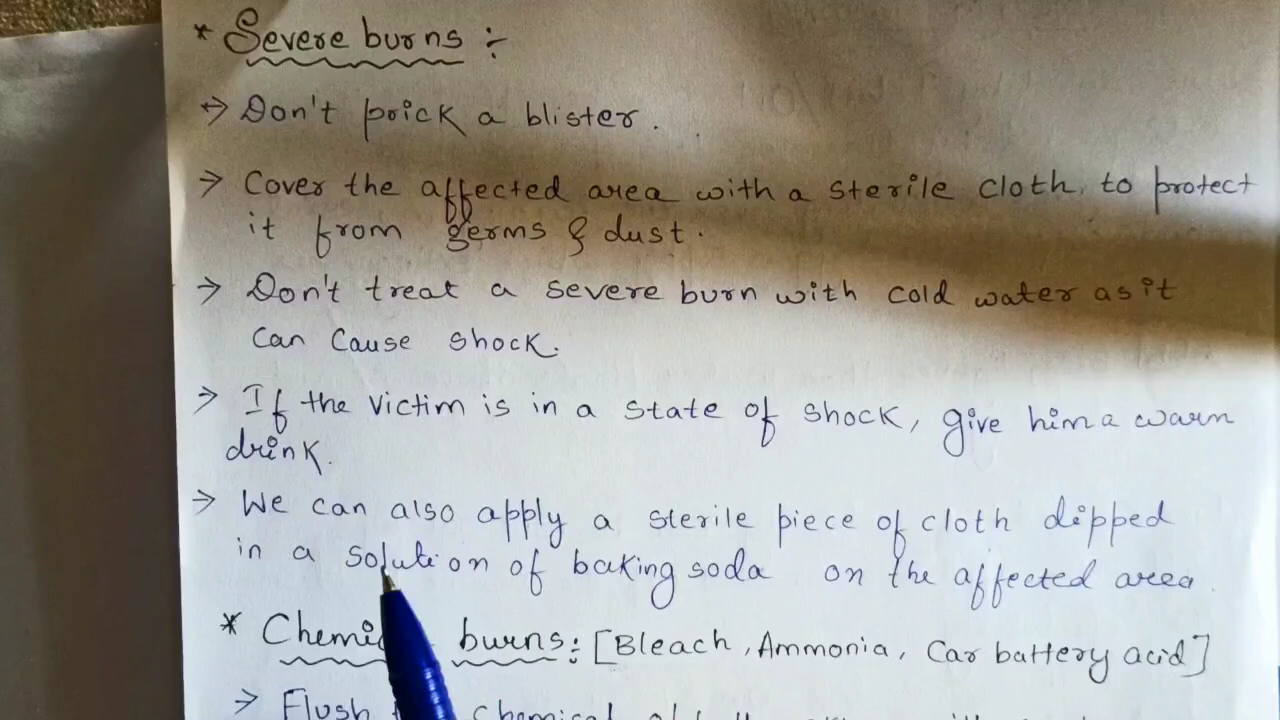 * Severe burns :-
→ Don't prick a blister.
→ Cover the affected area with a sterile cloth, to protect
it from germs & dust.
→ Don't treat a severe burn with cold water as it
can cause shock.
→ If the victim is in a state of shock, give him a warm
drink.
→ We can also apply a sterile piece of cloth dipped
in a solution of baking soda on the affected area.
* burns: [Bleach, Ammonia, Car battery acid]
→ Flush chemical